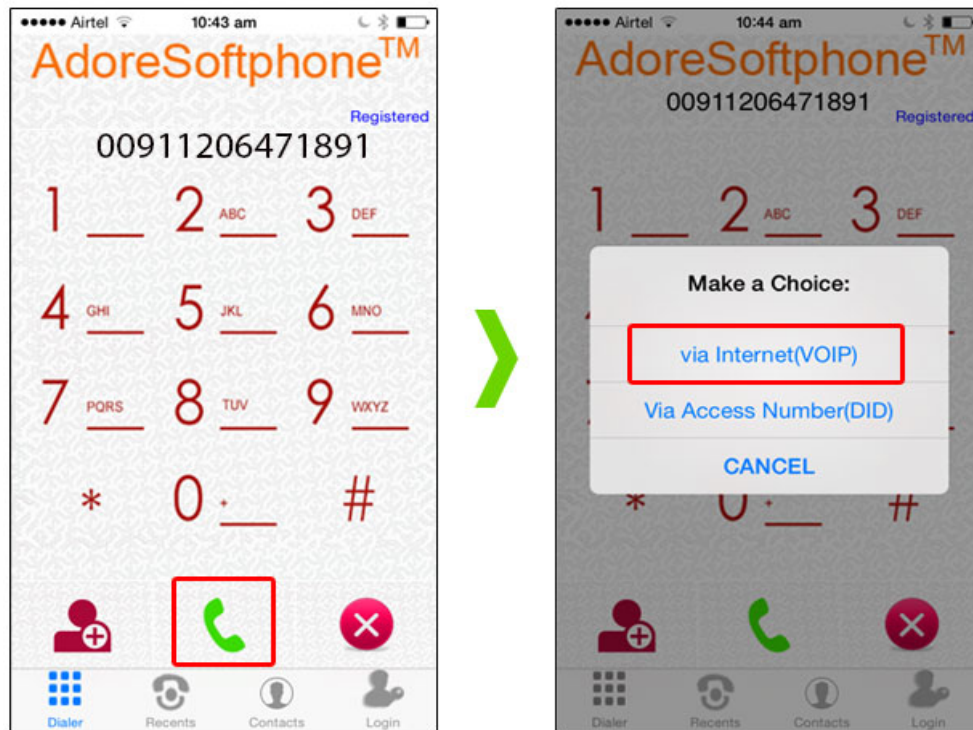 ●●●●● Airtel 10:43 am
AdoreSoftphone™
Registered
00911206471891
1 2 ABC 3 DEF
4 GHI 5 JKL 6 MNO
7 PQRS 8 TUV 9 WXYZ
* 0 + #
Dialer Recents Contacts Login
●●●●● Airtel 10:44 am
AdoreSoftphone™
00911206471891
Registered
1 2 ABC 3 DEF
Make a Choice:
via Internet(VOIP)
Via Access Number(DID)
CANCEL
* 0 + #
Dialer Recents Contacts Login